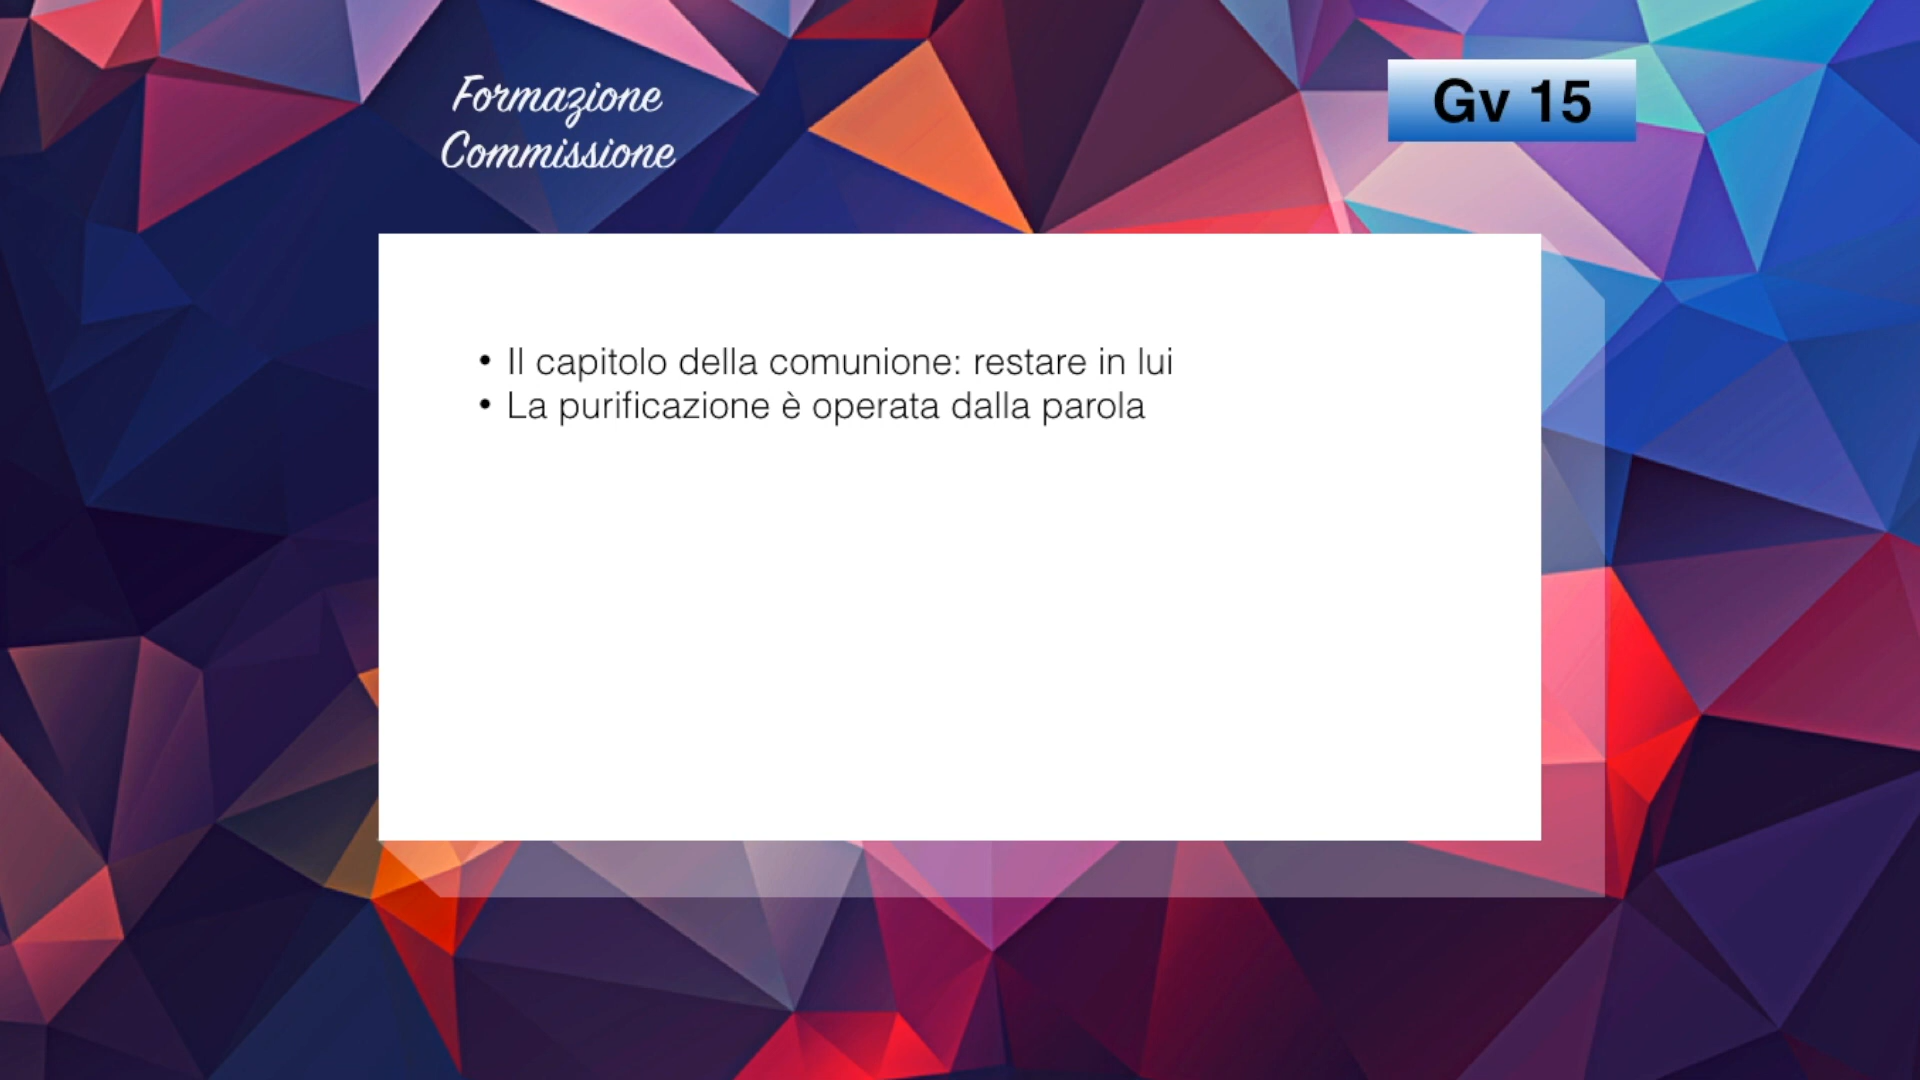 Formazione
Commissione
Gv 15
• Il capitolo della comunione: restare in lui
• La purificazione è operata dalla parola